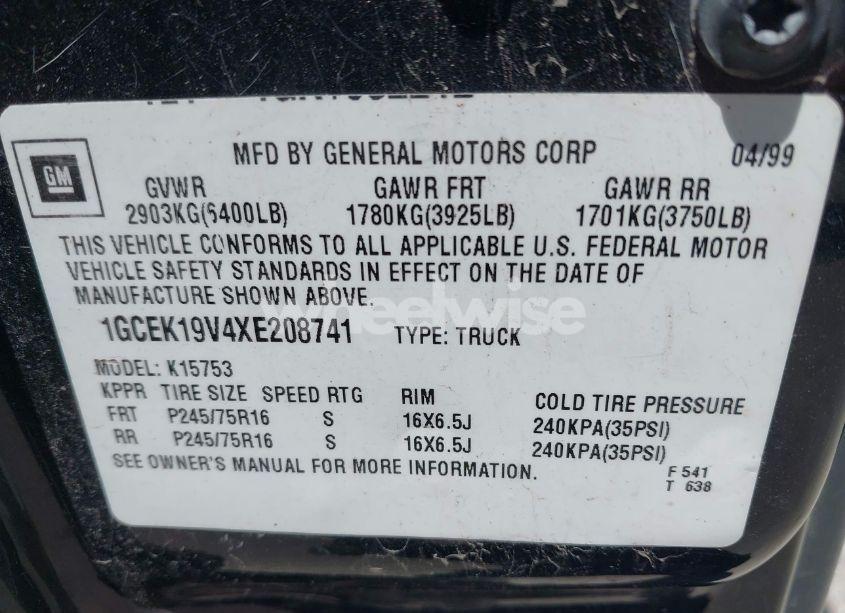 GM
MFD BY GENERAL MOTORS CORP 04/99
GVWR GAWR FRT GAWR RR
2903KG(6400LB) 1780KG(3925LB) 1701KG(3750LB)
THIS VEHICLE CONFORMS TO ALL APPLICABLE U.S. FEDERAL MOTOR
VEHICLE SAFETY STANDARDS IN EFFECT ON THE DATE OF
MANUFACTURE SHOWN ABOVE.
wheelwise
1GCEK19V4XE208741 TYPE: TRUCK
MODEL: K15753
KPPR TIRE SIZE SPEED RTG RIM COLD TIRE PRESSURE
FRT P245/75R16 S 16X6.5J 240KPA(35PSI)
RR P245/75R16 S 16X6.5J 240KPA(35PSI)
SEE OWNER'S MANUAL FOR MORE INFORMATION.
F 541
T 638